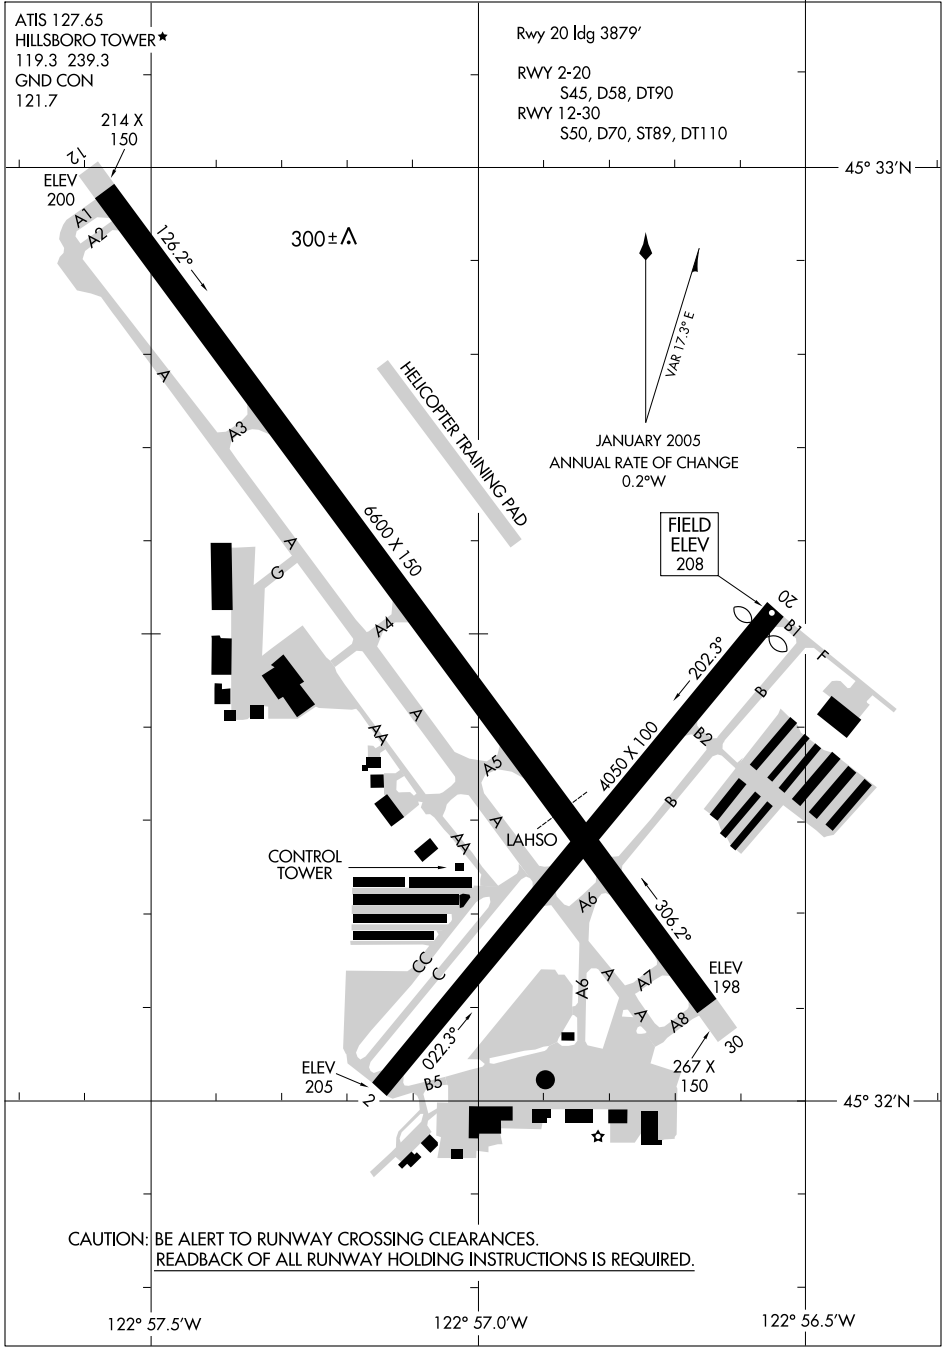 ATIS 127.65
HILLSBORO TOWER★
119.3 239.3
GND CON
121.7
Rwy 20 ldg 3879'
RWY 2-20
S45, D58, DT90
RWY 12-30
S50, D70, ST89, DT110
214 X
150
12
ELEV
200
45° 33'N
A1
A2
126.2°
300±
VAR 17.3° E
A
HELICOPTER TRAINING PAD
A3
JANUARY 2005
ANNUAL RATE OF CHANGE
0.2°W
6600 X 150
FIELD
ELEV
208
A
G
20
A4
B1
F
202.3°
B
A
AA
B2
A5
4050 X 100
B
A
LAHSO
AA
CONTROL
TOWER
A6
306.2°
CC
C
A6
A
A7
ELEV
198
A
A8
30
022.3°
267 X
150
ELEV
205
B5
2
45° 32'N
CAUTION: BE ALERT TO RUNWAY CROSSING CLEARANCES.
READBACK OF ALL RUNWAY HOLDING INSTRUCTIONS IS REQUIRED.
122° 57.5'W
122° 57.0'W
122° 56.5'W